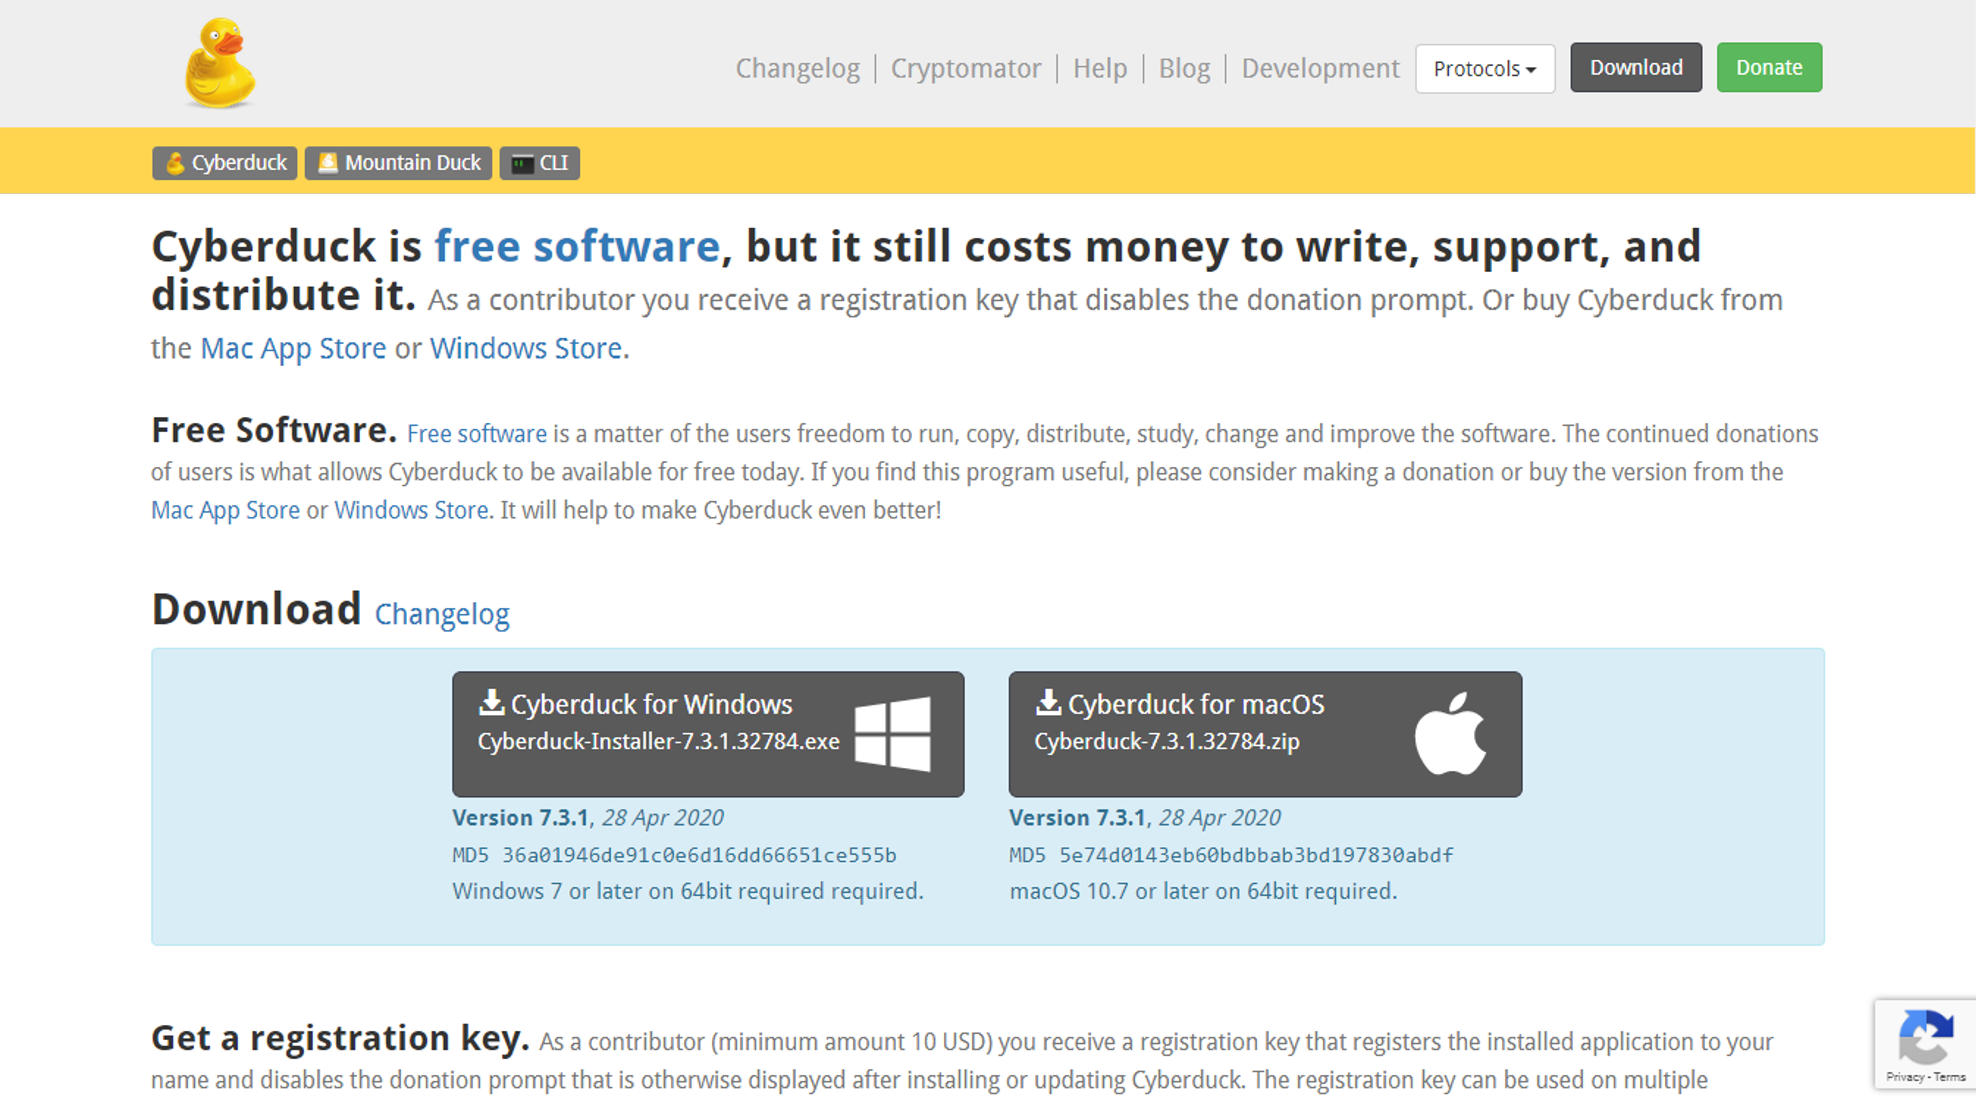 Changelog | Cryptomator | Help | Blog | Development Protocols Download Donate
Cyberduck Mountain Duck CLI
Cyberduck is free software, but it still costs money to write, support, and
distribute it. As a contributor you receive a registration key that disables the donation prompt. Or buy Cyberduck from
the Mac App Store or Windows Store.
Free Software. Free software is a matter of the users freedom to run, copy, distribute, study, change and improve the software. The continued donations
of users is what allows Cyberduck to be available for free today. If you find this program useful, please consider making a donation or buy the version from the
Mac App Store or Windows Store. It will help to make Cyberduck even better!
Download Changelog
Cyberduck for Windows
Cyberduck-Installer-7.3.1.32784.exe
Version 7.3.1, 28 Apr 2020
MD5 36a01946de91c0e6d16dd66651ce555b
Windows 7 or later on 64bit required required.
Cyberduck for macOS
Cyberduck-7.3.1.32784.zip
Version 7.3.1, 28 Apr 2020
MD5 5e74d0143eb60bdbbab3bd197830abdf
macOS 10.7 or later on 64bit required.
Get a registration key. As a contributor (minimum amount 10 USD) you receive a registration key that registers the installed application to your
name and disables the donation prompt that is otherwise displayed after installing or updating Cyberduck. The registration key can be used on multiple
Privacy - Terms